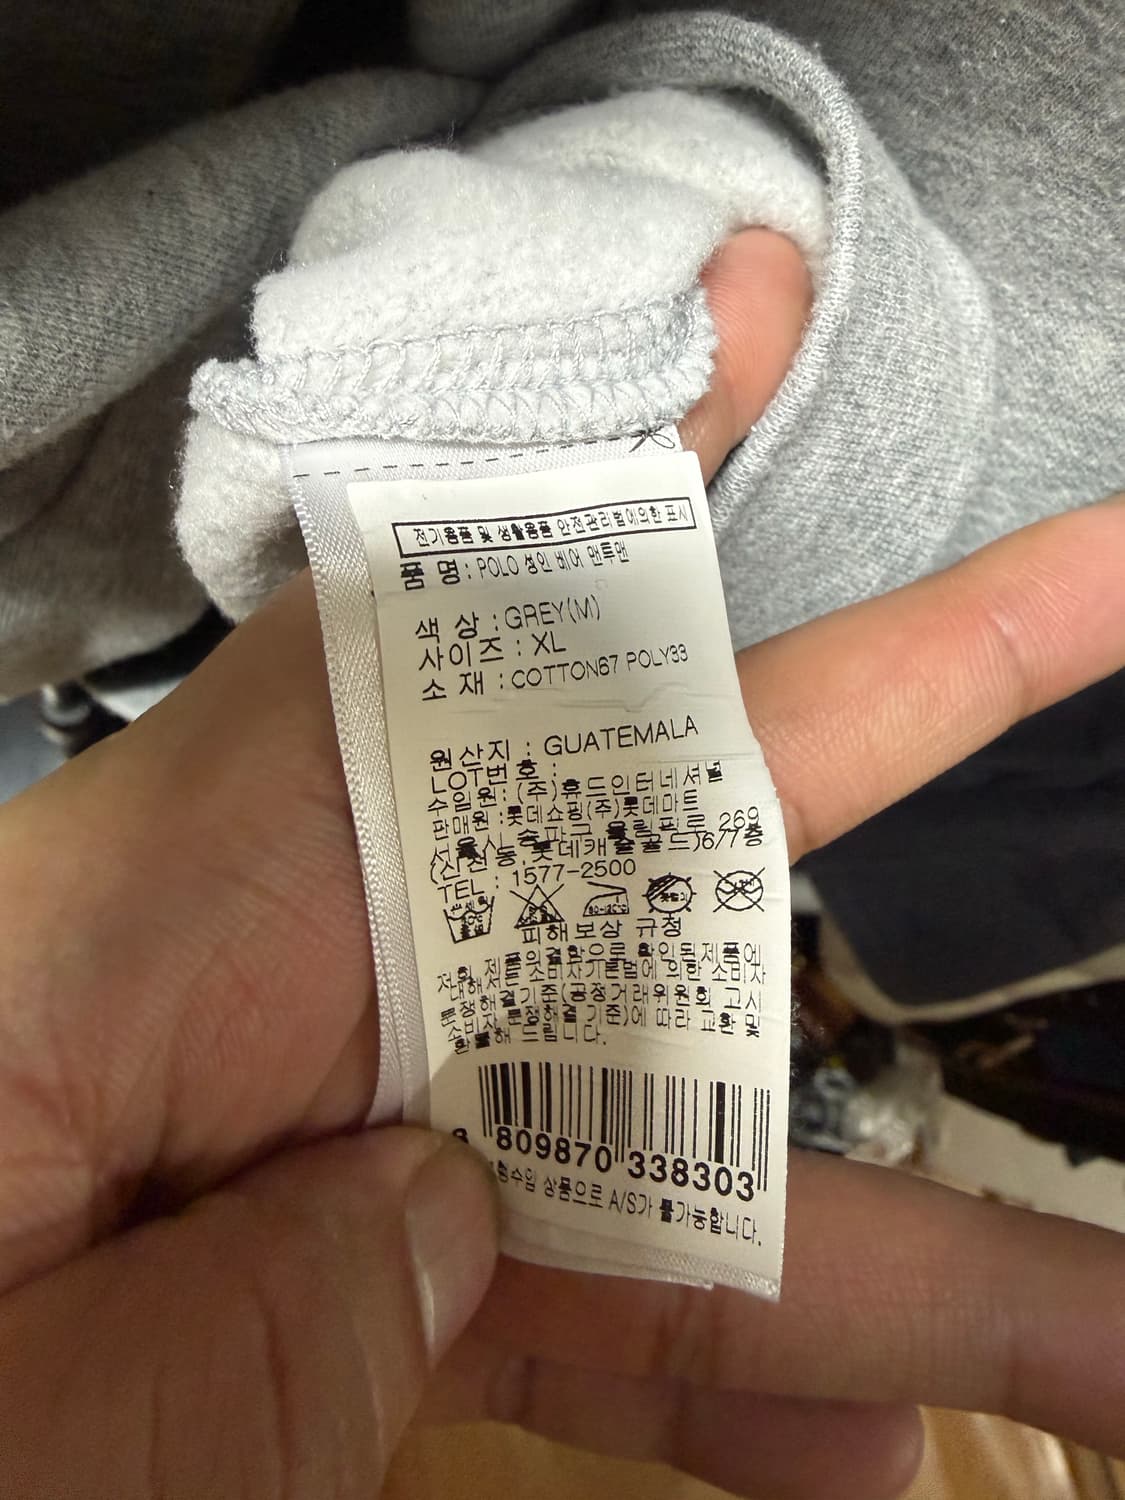 전기용품 및 생활용품 안전관리법에의한 표시
품 명 : POLO 성인 베어 맨투맨
색 상 : GREY(M)
사이즈 : XL
소 재 : COTTON67 POLY33
원산지 : GUATEMALA
LOT번호 :
수입원 : (주)휴드인터네셔널
판매원 : 롯데쇼핑(주)롯데마트
서울시 송파구 올림픽로 269
(신천동, 롯데캐슬골드)6/7층
TEL : 1577-2500
피해보상 규정
저희 제품의결함으로 확인된제품에
대해서는 소비자기본법에 의한 소비자
분쟁해결기준(공정거래위원회 고시
소비자 분쟁해결기준)에 따라 교환 및
환불해 드립니다.
8 809870 338303
수입 상품으로 A/S가 불가능합니다.